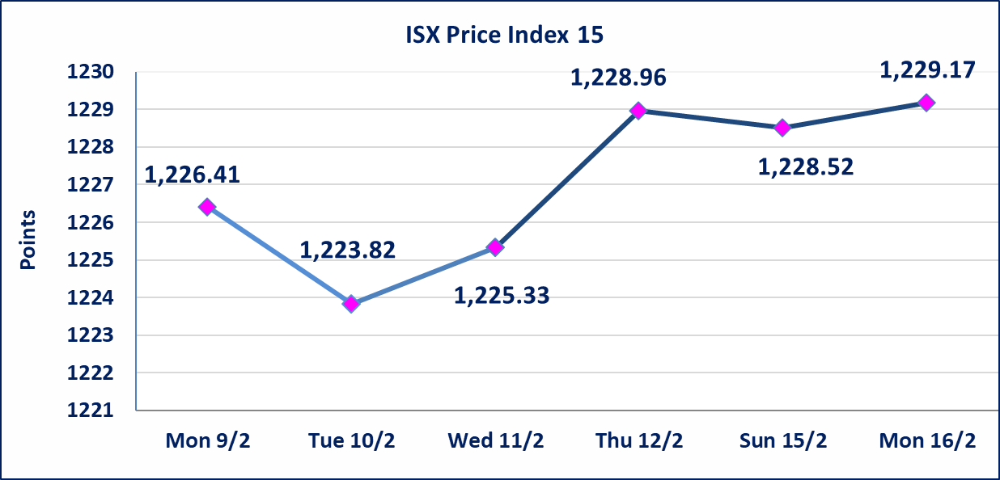 ISX Price Index 15
Points
1230
1229
1228
1227
1226
1225
1224
1223
1222
1221
1,226.41
1,223.82
1,225.33
1,228.96
1,228.52
1,229.17
Mon 9/2
Tue 10/2
Wed 11/2
Thu 12/2
Sun 15/2
Mon 16/2